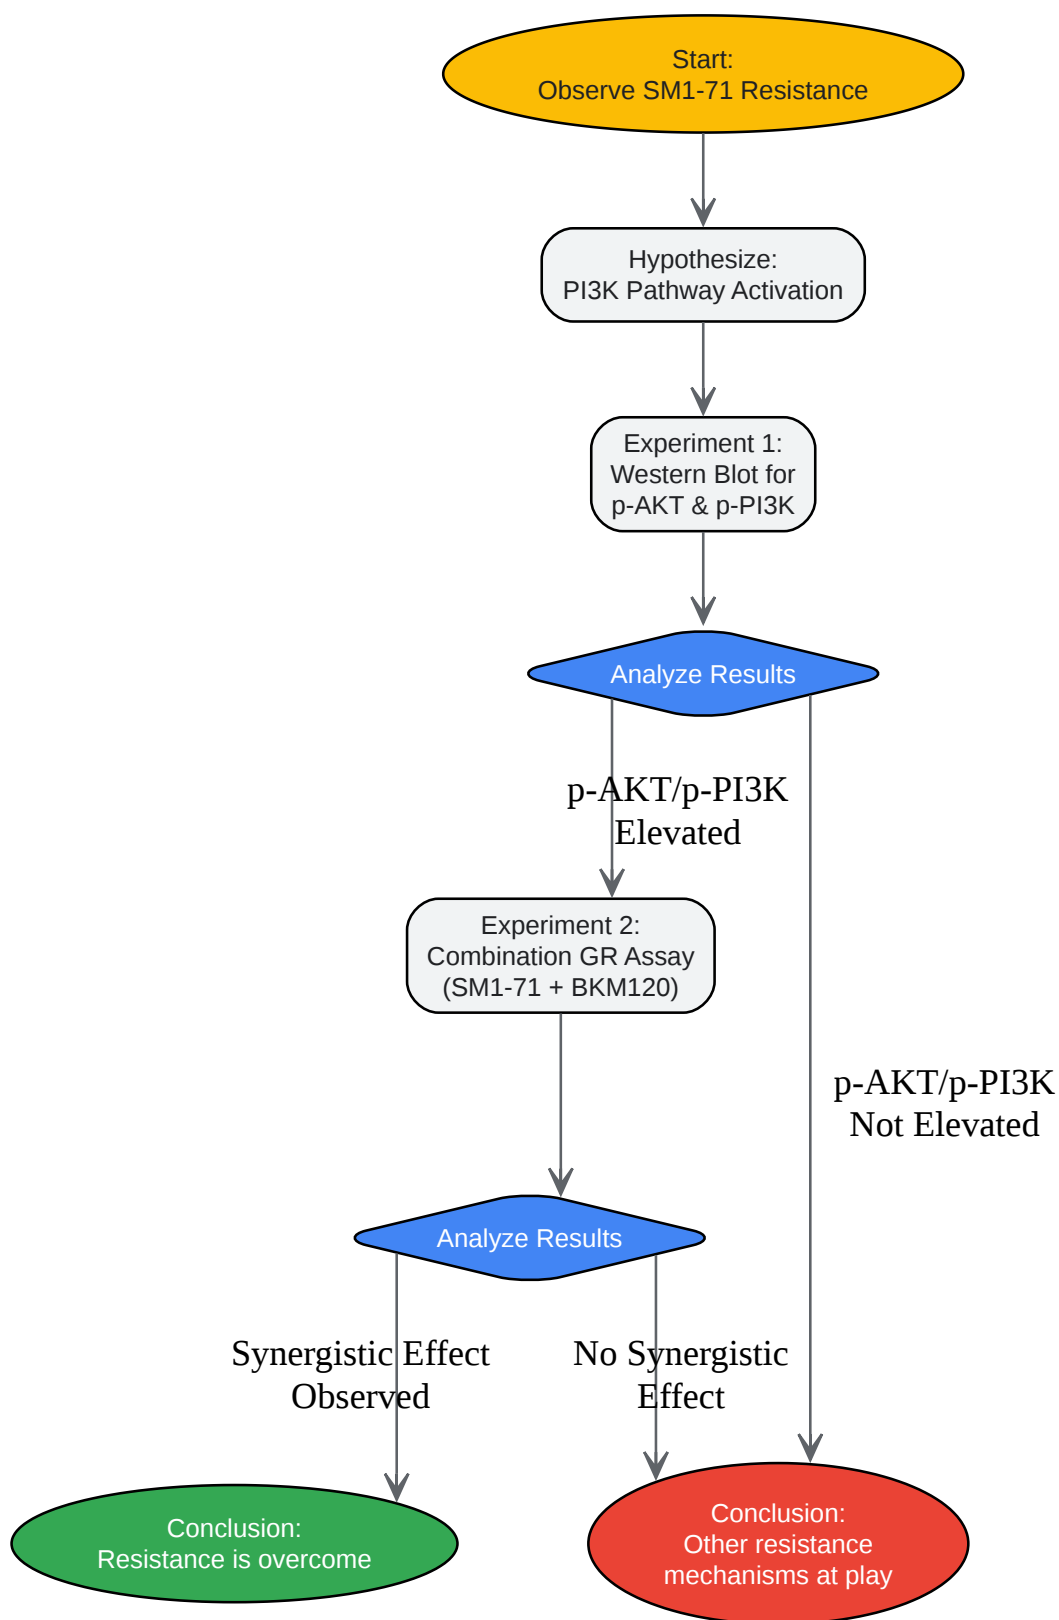 Start:
Observe SM1-71 Resistance
Hypothesize:
PI3K Pathway Activation
Experiment 1:
Western Blot for
p-AKT & p-PI3K
Analyze Results
p-AKT/p-PI3K
Elevated
Experiment 2:
Combination GR Assay
(SM1-71 + BKM120)
p-AKT/p-PI3K
Not Elevated
Analyze Results
Synergistic Effect
Observed
No Synergistic
Effect
Conclusion:
Resistance is overcome
Conclusion:
Other resistance
mechanisms at play